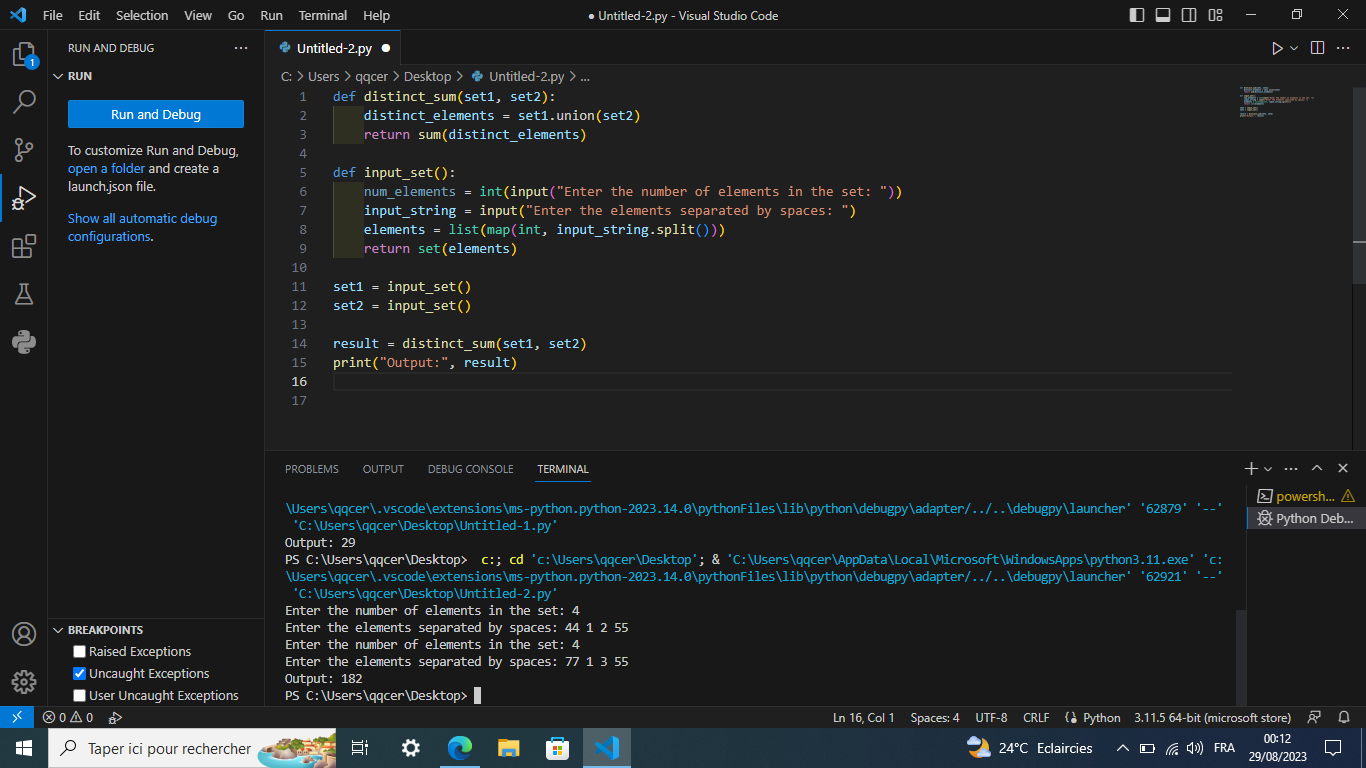 File Edit Selection View Go Run Terminal Help
● Untitled-2.py - Visual Studio Code
RUN AND DEBUG ···
RUN
Run and Debug
To customize Run and Debug,
open a folder and create a
launch.json file.
Show all automatic debug
configurations.
1
Untitled-2.py ●
C: > Users > qqcer > Desktop > Untitled-2.py > ...
1 def distinct_sum(set1, set2):
2     distinct_elements = set1.union(set2)
3     return sum(distinct_elements)
4
5 def input_set():
6     num_elements = int(input("Enter the number of elements in the set: "))
7     input_string = input("Enter the elements separated by spaces: ")
8     elements = list(map(int, input_string.split()))
9     return set(elements)
10
11 set1 = input_set()
12 set2 = input_set()
13
14 result = distinct_sum(set1, set2)
15 print("Output:", result)
16
17
PROBLEMS OUTPUT DEBUG CONSOLE TERMINAL
\Users\qqcer\.vscode\extensions\ms-python.python-2023.14.0\pythonFiles\lib\python\debugpy\adapter/../..\debugpy\launcher' '62879' '--'
'C:\Users\qqcer\Desktop\Untitled-1.py'
Output: 29
PS C:\Users\qqcer\Desktop>  c:; cd 'c:\Users\qqcer\Desktop'; & 'C:\Users\qqcer\AppData\Local\Microsoft\WindowsApps\python3.11.exe' 'c:
\Users\qqcer\.vscode\extensions\ms-python.python-2023.14.0\pythonFiles\lib\python\debugpy\adapter/../..\debugpy\launcher' '62921' '--'
'C:\Users\qqcer\Desktop\Untitled-2.py'
Enter the number of elements in the set: 4
Enter the elements separated by spaces: 44 1 2 55
Enter the number of elements in the set: 4
Enter the elements separated by spaces: 77 1 3 55
Output: 182
PS C:\Users\qqcer\Desktop>
powersh...
Python Deb...
BREAKPOINTS
Raised Exceptions
Uncaught Exceptions
User Uncaught Exceptions
0 0
Ln 16, Col 1 Spaces: 4 UTF-8 CRLF Python 3.11.5 64-bit (microsoft store)
Taper ici pour rechercher
24°C Eclaircies
FRA
00:12
29/08/2023